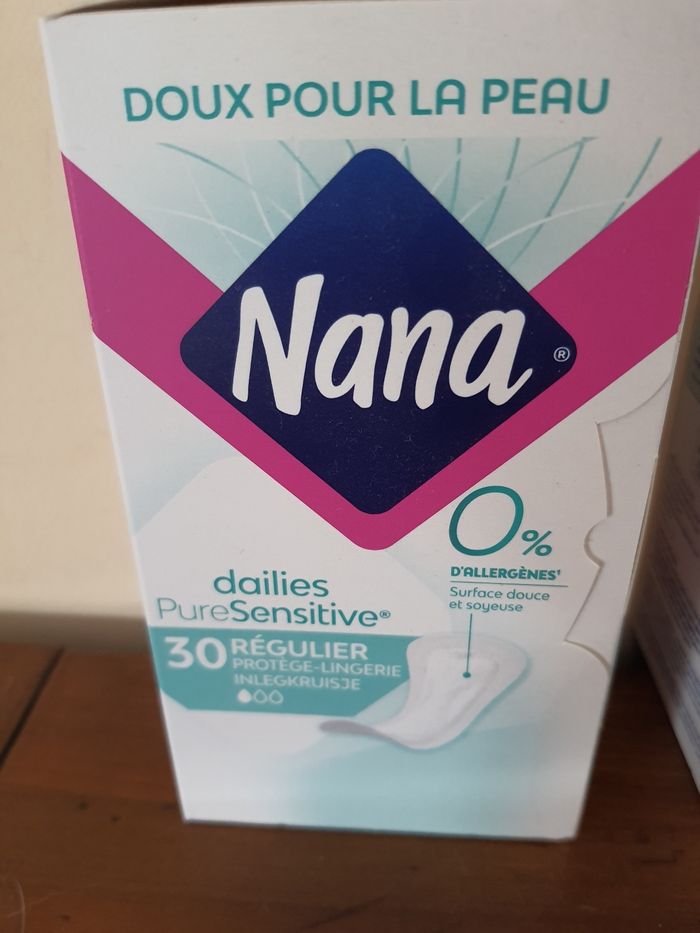 DOUX POUR LA PEAU
Nana®
0%
D'ALLERGÈNES¹
Surface douce
et soyeuse
dailies
PureSensitive®
30 RÉGULIER
PROTÈGE-LINGERIE
INLEGKRUISJE